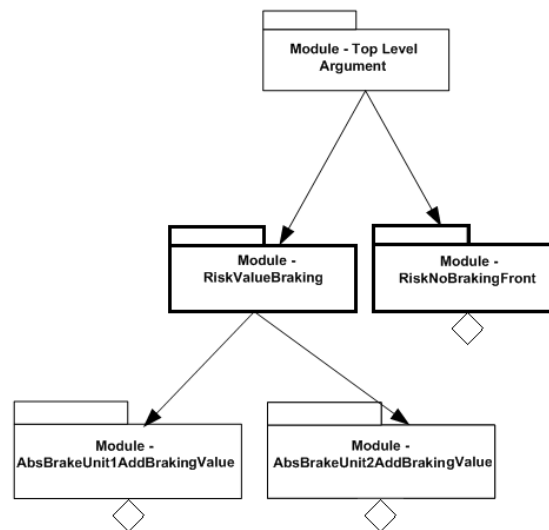 Module - Top Level
Argument
Module -
RiskValueBraking
Module -
RiskNoBrakingFront
Module -
AbsBrakeUnit1AddBrakingValue
Module -
AbsBrakeUnit2AddBrakingValue